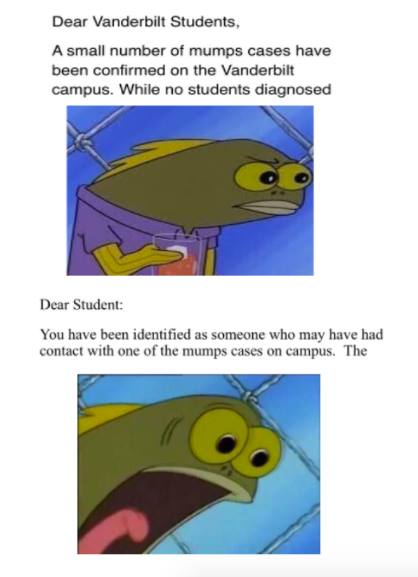 Dear Vanderbilt Students,
A small number of mumps cases have
been confirmed on the Vanderbilt
campus. While no students diagnosed
Dear Student:
You have been identified as someone who may have had
contact with one of the mumps cases on campus.  The